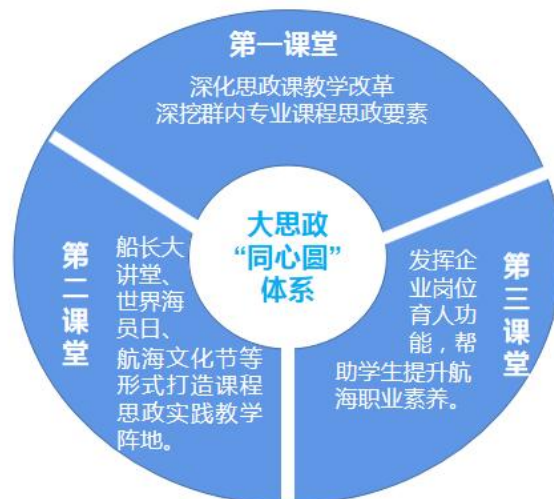 第一课堂
深化思政课教学改革
深挖群内专业课程思政要素
大思政
“同心圆”
体系
第二课堂
船长大
讲堂、
世界海
员日、
航海文化节等
形式打造课程
思政实践教学
阵地。
发挥企
业岗位
育人功
能，帮
助学生提升航
海职业素养。
第三课堂